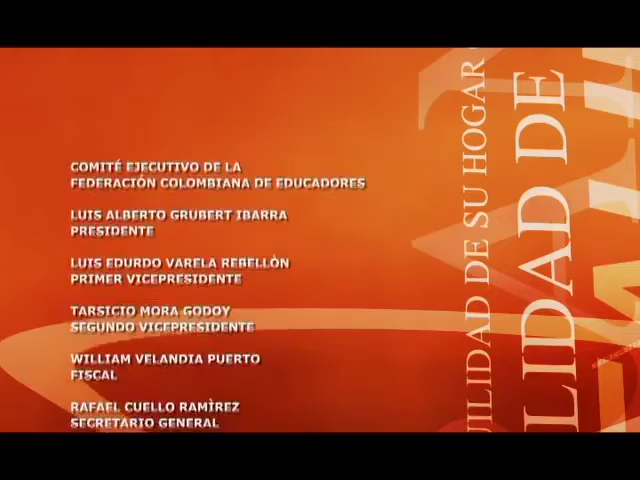 COMITÉ EJECUTIVO DE LA
FEDERACIÓN COLOMBIANA DE EDUCADORES
LUIS ALBERTO GRUBERT IBARRA
PRESIDENTE
LUIS EDURDO VARELA REBELLÒN
PRIMER VICEPRESIDENTE
TARSICIO MORA GODOY
SEGUNDO VICEPRESIDENTE
WILLIAM VELANDIA PUERTO
FISCAL
RAFAEL CUELLO RAMÌREZ
SECRETARIO GENERAL
UILIDAD DE SU HOGAR
LIDAD DE